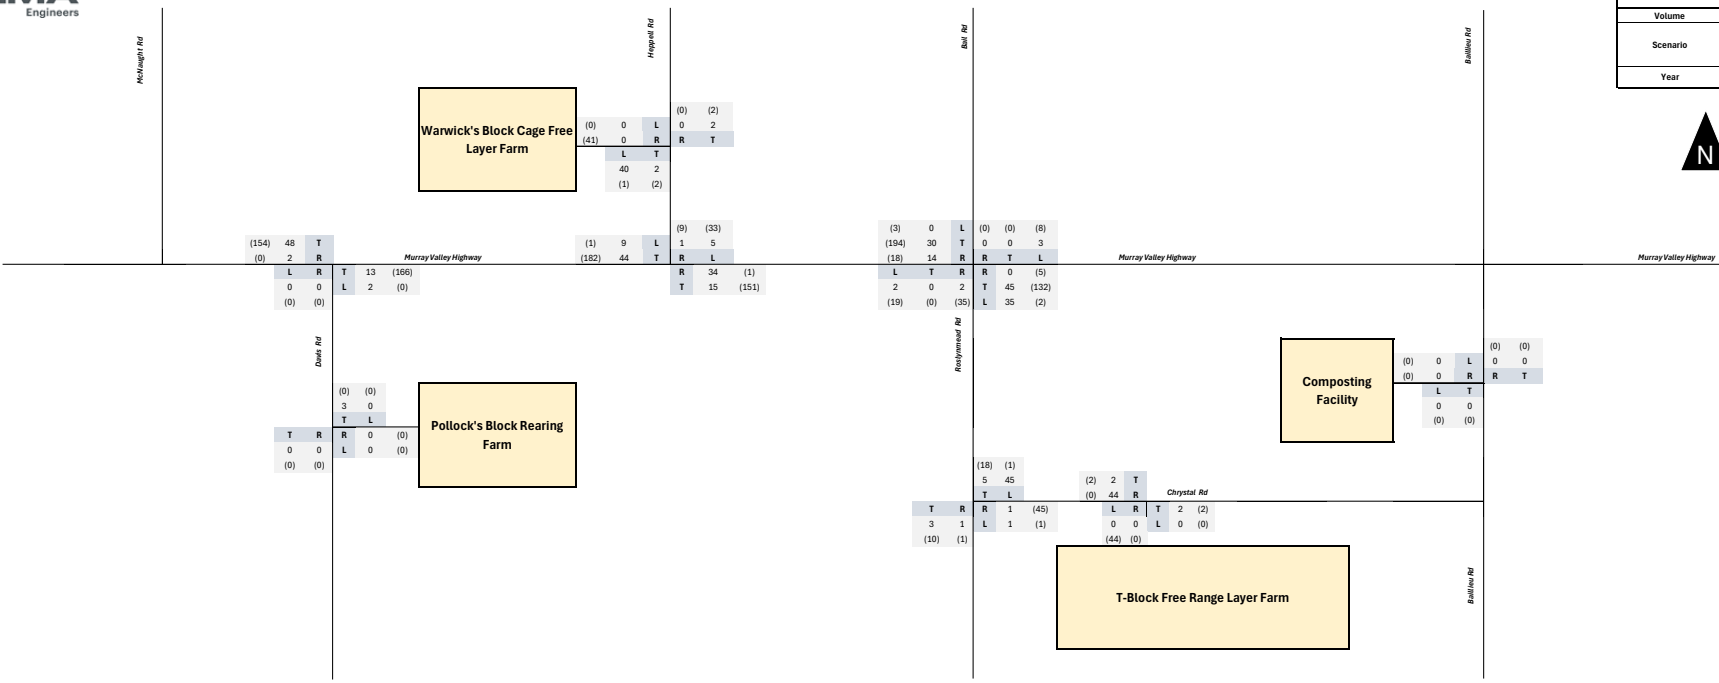 Engineers
Volume
Scenario
Year
N
McNaught Rd
Heppell Rd
Bail Rd
Baillieu Rd
Warwick's Block Cage Free
Layer Farm
(0) (2)
(0) 0 L 0 2
(41) 0 R R T
L T
40 2
(1) (2)
(154) 48 T
(0) 2 R
L R T 13 (166)
0 0 L 2 (0)
(0) (0)
Murray Valley Highway
(9) (33)
(1) 9 L 1 5
(182) 44 T R L
R 34 (1)
T 15 (151)
(3) 0 L (0) (0) (8)
(194) 30 T 0 0 3
(18) 14 R R T L
L T R R 0 (5)
2 0 2 T 45 (132)
(19) (0) (35) L 35 (2)
Murray Valley Highway
Murray Valley Highway
Davis Rd
Roslynmead Rd
(0) (0)
3 0
T L
T R R 0 (0)
0 0 L 0 (0)
(0) (0)
Pollock's Block Rearing
Farm
Composting
Facility
(0) (0)
(0) 0 L 0 0
(0) 0 R R T
L T
0 0
(0) (0)
(18) (1)
5 45
T L
T R R 1 (45)
3 1 L 1 (1)
(10) (1)
(2) 2 T
(0) 44 R
Chrystal Rd
L R T 2 (2)
0 0 L 0 (0)
(44) (0)
T-Block Free Range Layer Farm
Baillieu Rd